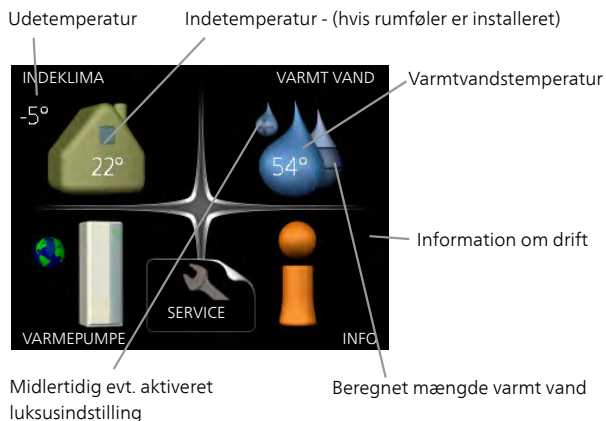 Udetemperatur
Indetemperatur - (hvis rumføler er installeret)
INDEKLIMA
VARMT VAND
Varmtvandstemperatur
-5°
22°
54°
Information om drift
SERVICE
VARMEPUMPE
INFO
Midlertidig evt. aktiveret
luksusindstilling
Beregnet mængde varmt vand